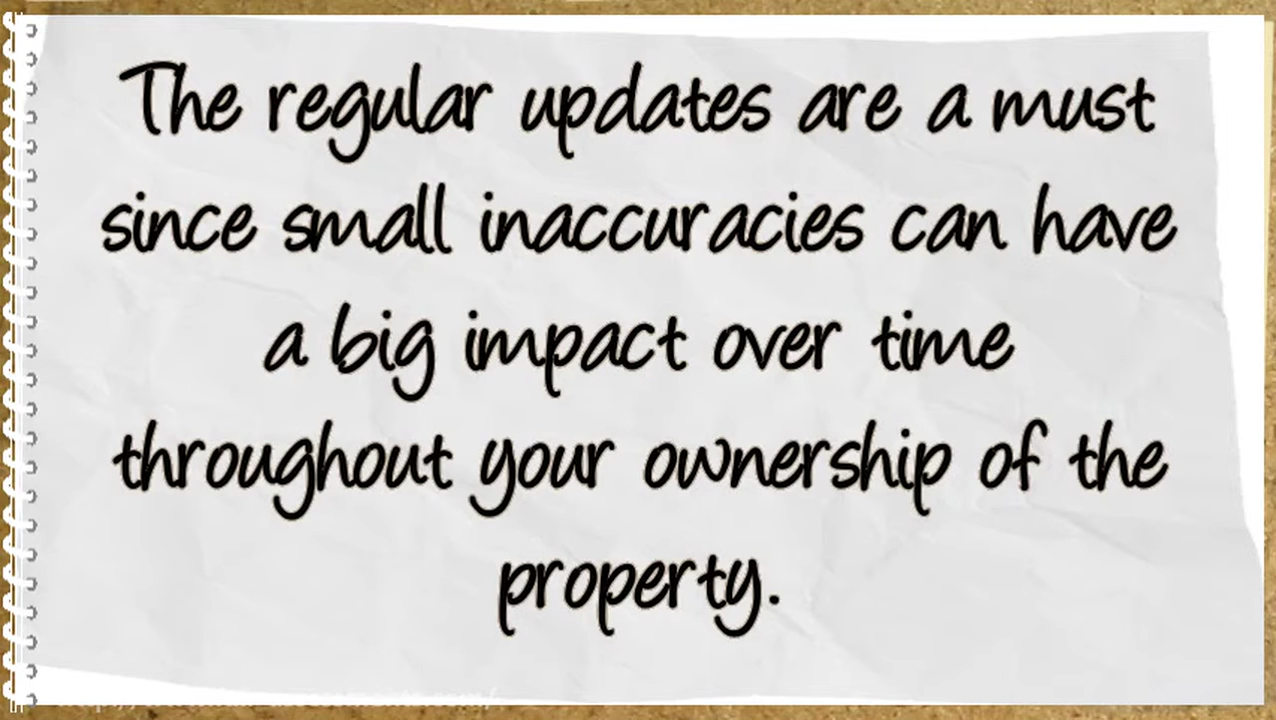 The regular updates are a must
since small inaccuracies can have
a big impact over time
throughout your ownership of the
property.